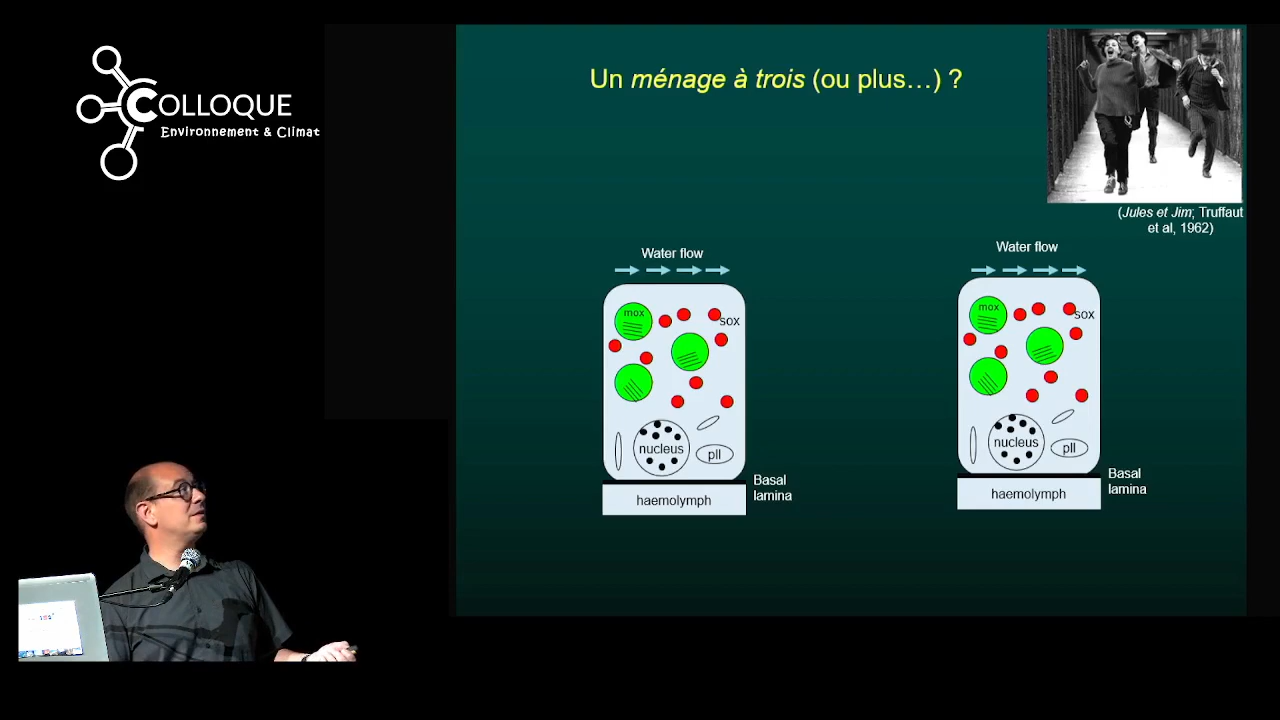 COLLOQUE
Environnement & Climat
Un ménage à trois (ou plus…) ?
(Jules et Jim; Truffaut
et al, 1962)
Water flow
mox
sox
nucleus
pll
Basal
lamina
haemolymph
Water flow
mox
sox
nucleus
pll
Basal
lamina
haemolymph